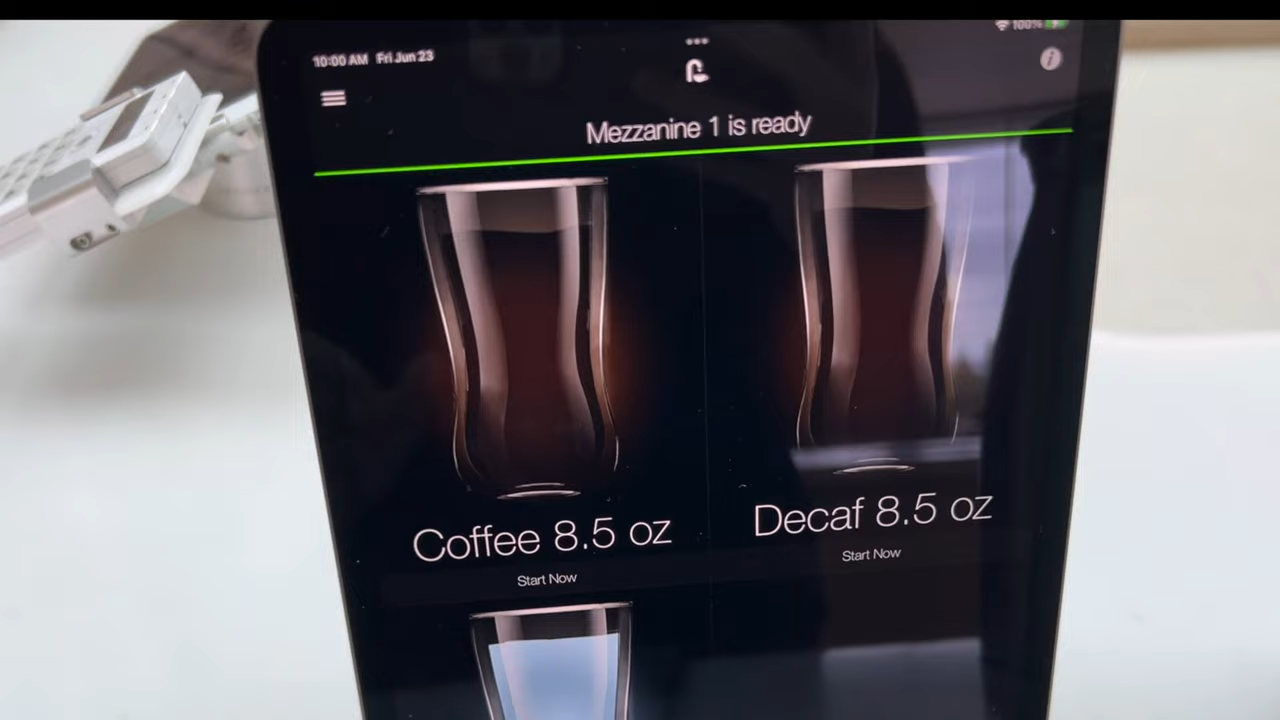 10:00 AM Fri Jun 23
100%
i
Mezzanine 1 is ready
Coffee 8.5 oz
Start Now
Decaf 8.5 oz
Start Now